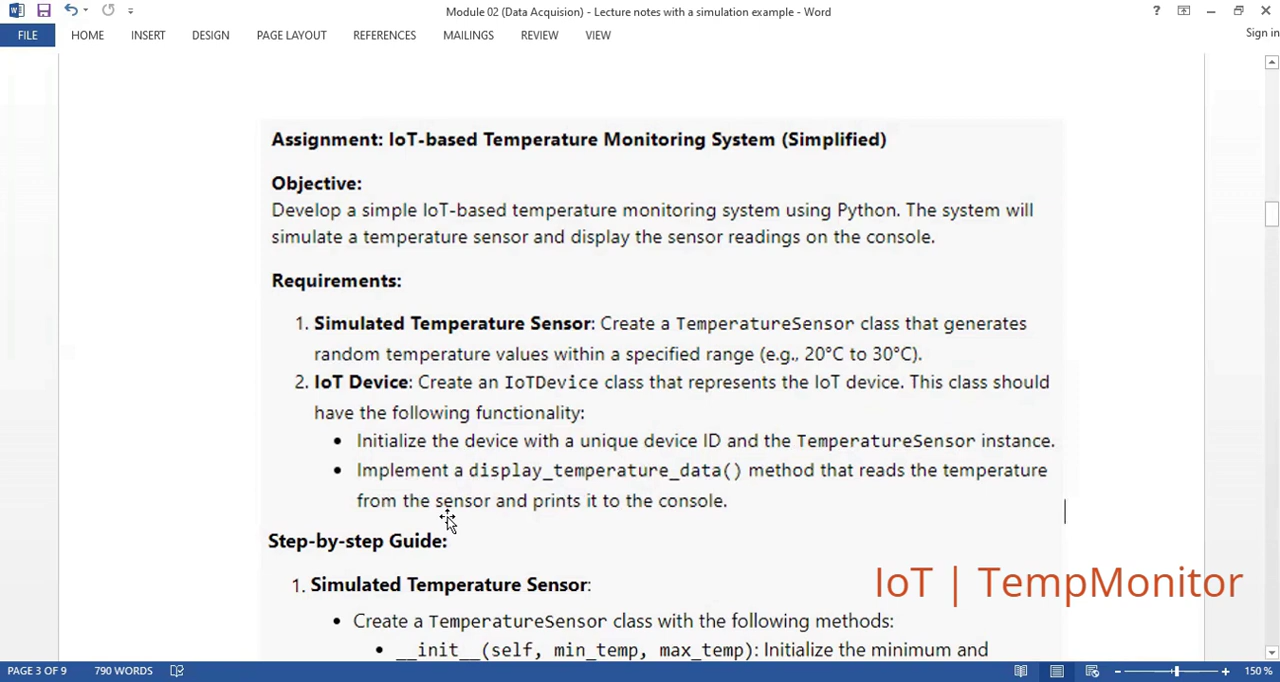 Module 02 (Data Acquision) - Lecture notes with a simulation example - Word
FILE HOME INSERT DESIGN PAGE LAYOUT REFERENCES MAILINGS REVIEW VIEW Sign in
Assignment: IoT-based Temperature Monitoring System (Simplified)
Objective:
Develop a simple IoT-based temperature monitoring system using Python. The system will
simulate a temperature sensor and display the sensor readings on the console.
Requirements:
1. Simulated Temperature Sensor: Create a TemperatureSensor class that generates
random temperature values within a specified range (e.g., 20°C to 30°C).
2. IoT Device: Create an IoTDevice class that represents the IoT device. This class should
have the following functionality:
• Initialize the device with a unique device ID and the TemperatureSensor instance.
• Implement a display_temperature_data() method that reads the temperature
from the sensor and prints it to the console.
Step-by-step Guide:
1. Simulated Temperature Sensor:
IoT | TempMonitor
• Create a TemperatureSensor class with the following methods:
• __init__(self, min_temp, max_temp): Initialize the minimum and
PAGE 3 OF 9 790 WORDS 150 %